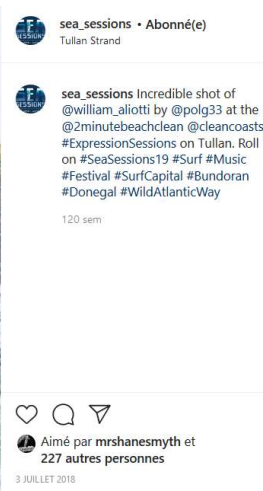 sea_sessions • Abonné(e)
Tullan Strand
sea_sessions Incredible shot of
@william_aliotti by @polg33 at the
@2minutebeachclean @cleancoasts
#ExpressionSessions on Tullan. Roll
on #SeaSessions19 #Surf #Music
#Festival #SurfCapital #Bundoran
#Donegal #WildAtlanticWay
120 sem
Aimé par mrshanesmyth et
227 autres personnes
3 JUILLET 2018